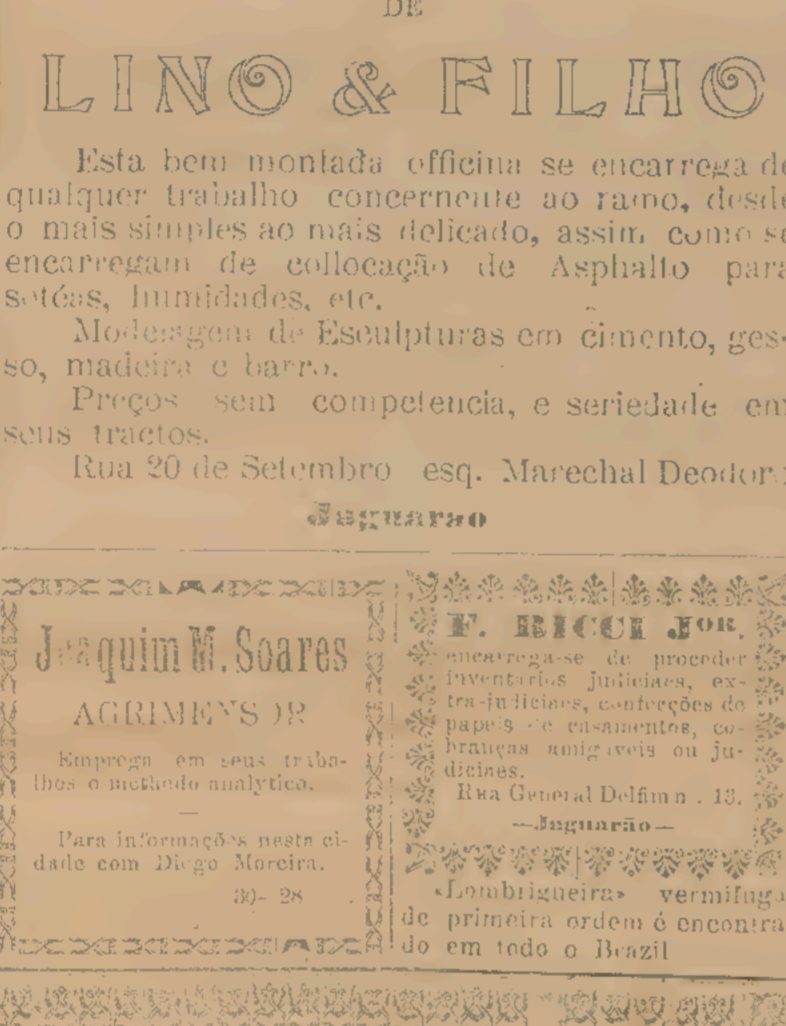 DE
LINO & FILHO
Esta bem montada officina se encarrega de
qualquer trabalho concernente ao ramo, desde
o mais simples ao mais delicado, assim como se
encarregam de collocação de Asphalto para
sotéas, humidades, etc.
Modelagem de Esculpturas em cimento, ges-
so, madeira e barro.
Preços sem competencia, e seriedade em
seus tractos.
Rua 20 de Setembro esq. Marechal Deodoro
Jaguarão
Joaquim M. Soares
AGRIMENSOR
Emprega em seus traba-
lhos o methodo analytico.
Para informações nesta ci-
dade com Diego Moreira.
30- 28
F. RICCI Jor.
encarrega-se de proceder
inventarios judiciaes, ex-
tra-judiciaes, confecções de
papeis de casamentos, co-
branças amigaveis ou ju-
diciaes.
Rua General Delfim n. 13.
—Jaguarão—
«Lombrigueira» vermifuga
de primeira ordem é encontra
do em todo o Brazil